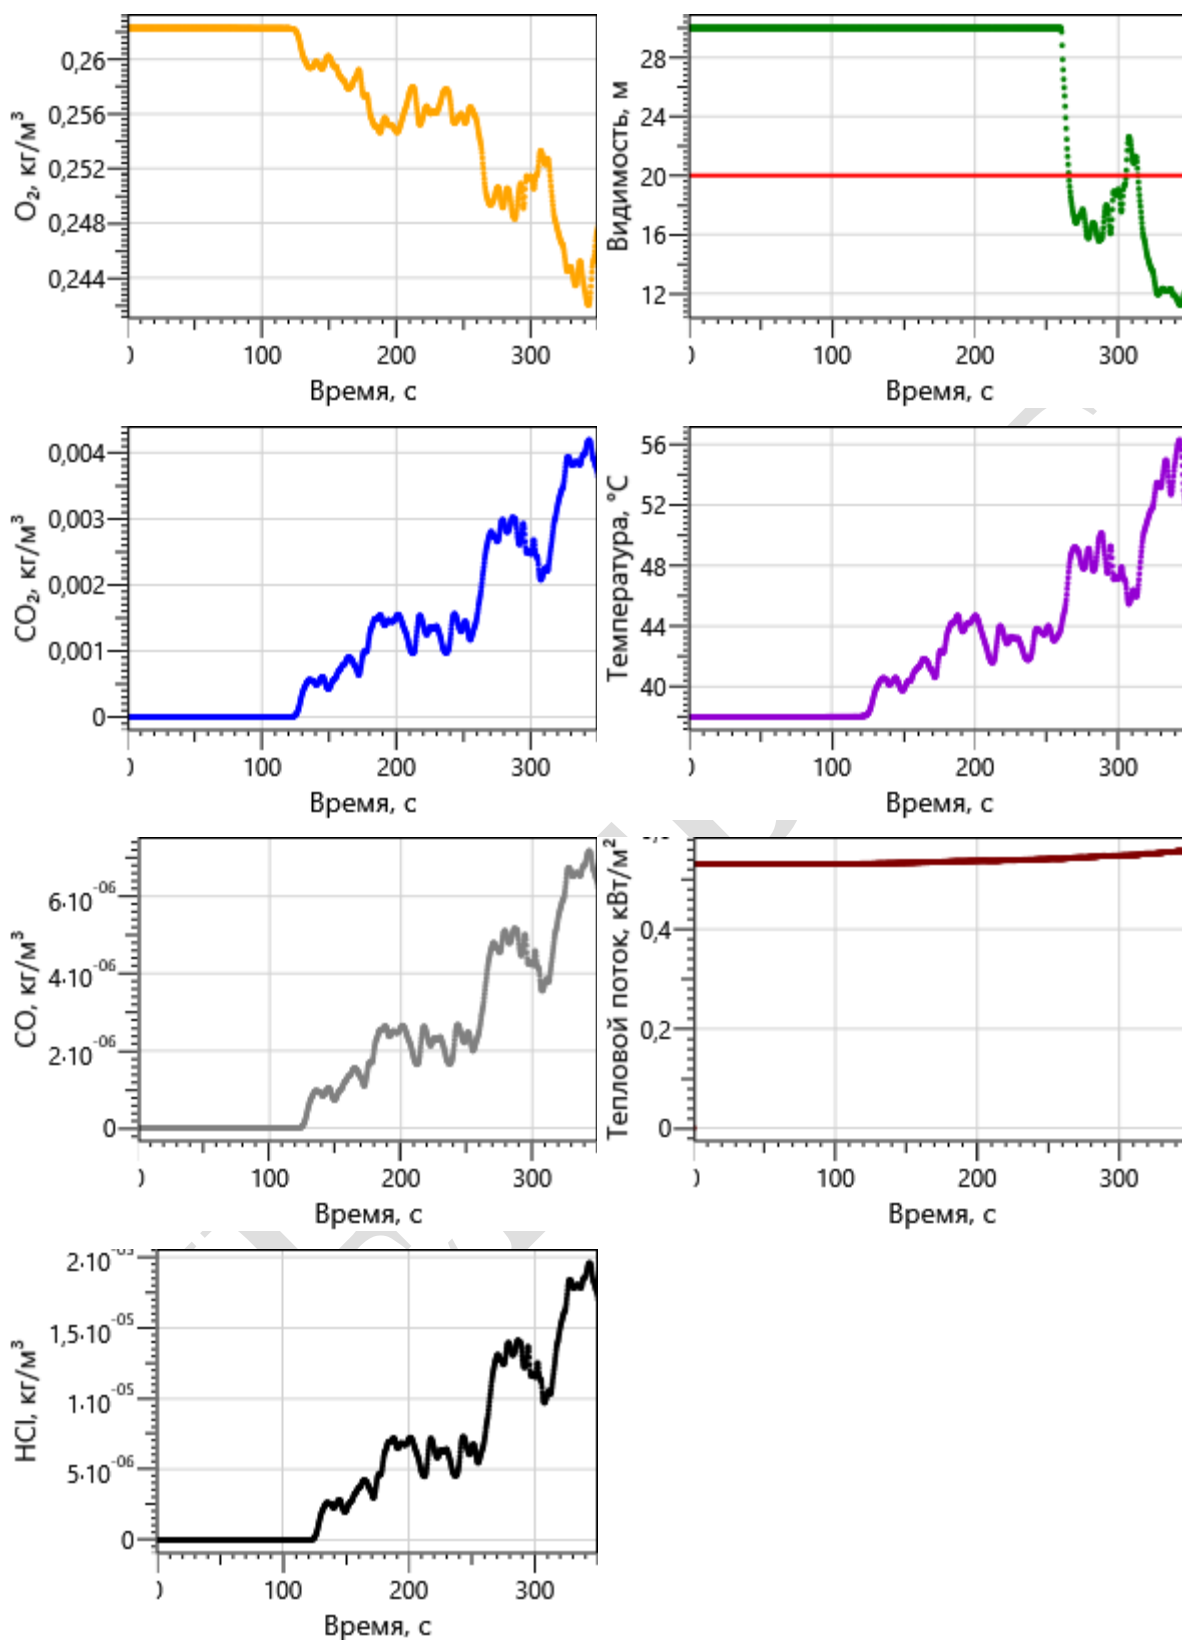 O₂, кг/м³
0,26
0,256
0,252
0,248
0,244
100 200 300
Время, с
Видимость, м
28
24
20
16
12
100 200 300
Время, с
CO₂, кг/м³
0,004
0,003
0,002
0,001
0
100 200 300
Время, с
Температура, °C
56
52
48
44
40
100 200 300
Время, с
CO, кг/м³
6·10⁻⁰⁶
4·10⁻⁰⁶
2·10⁻⁰⁶
0
100 200 300
Время, с
Тепловой поток, кВт/м²
0,4
0,2
0
100 200 300
Время, с
HCl, кг/м³
1,5·10⁻⁰⁵
1·10⁻⁰⁵
5·10⁻⁰⁶
0
100 200 300
Время, с